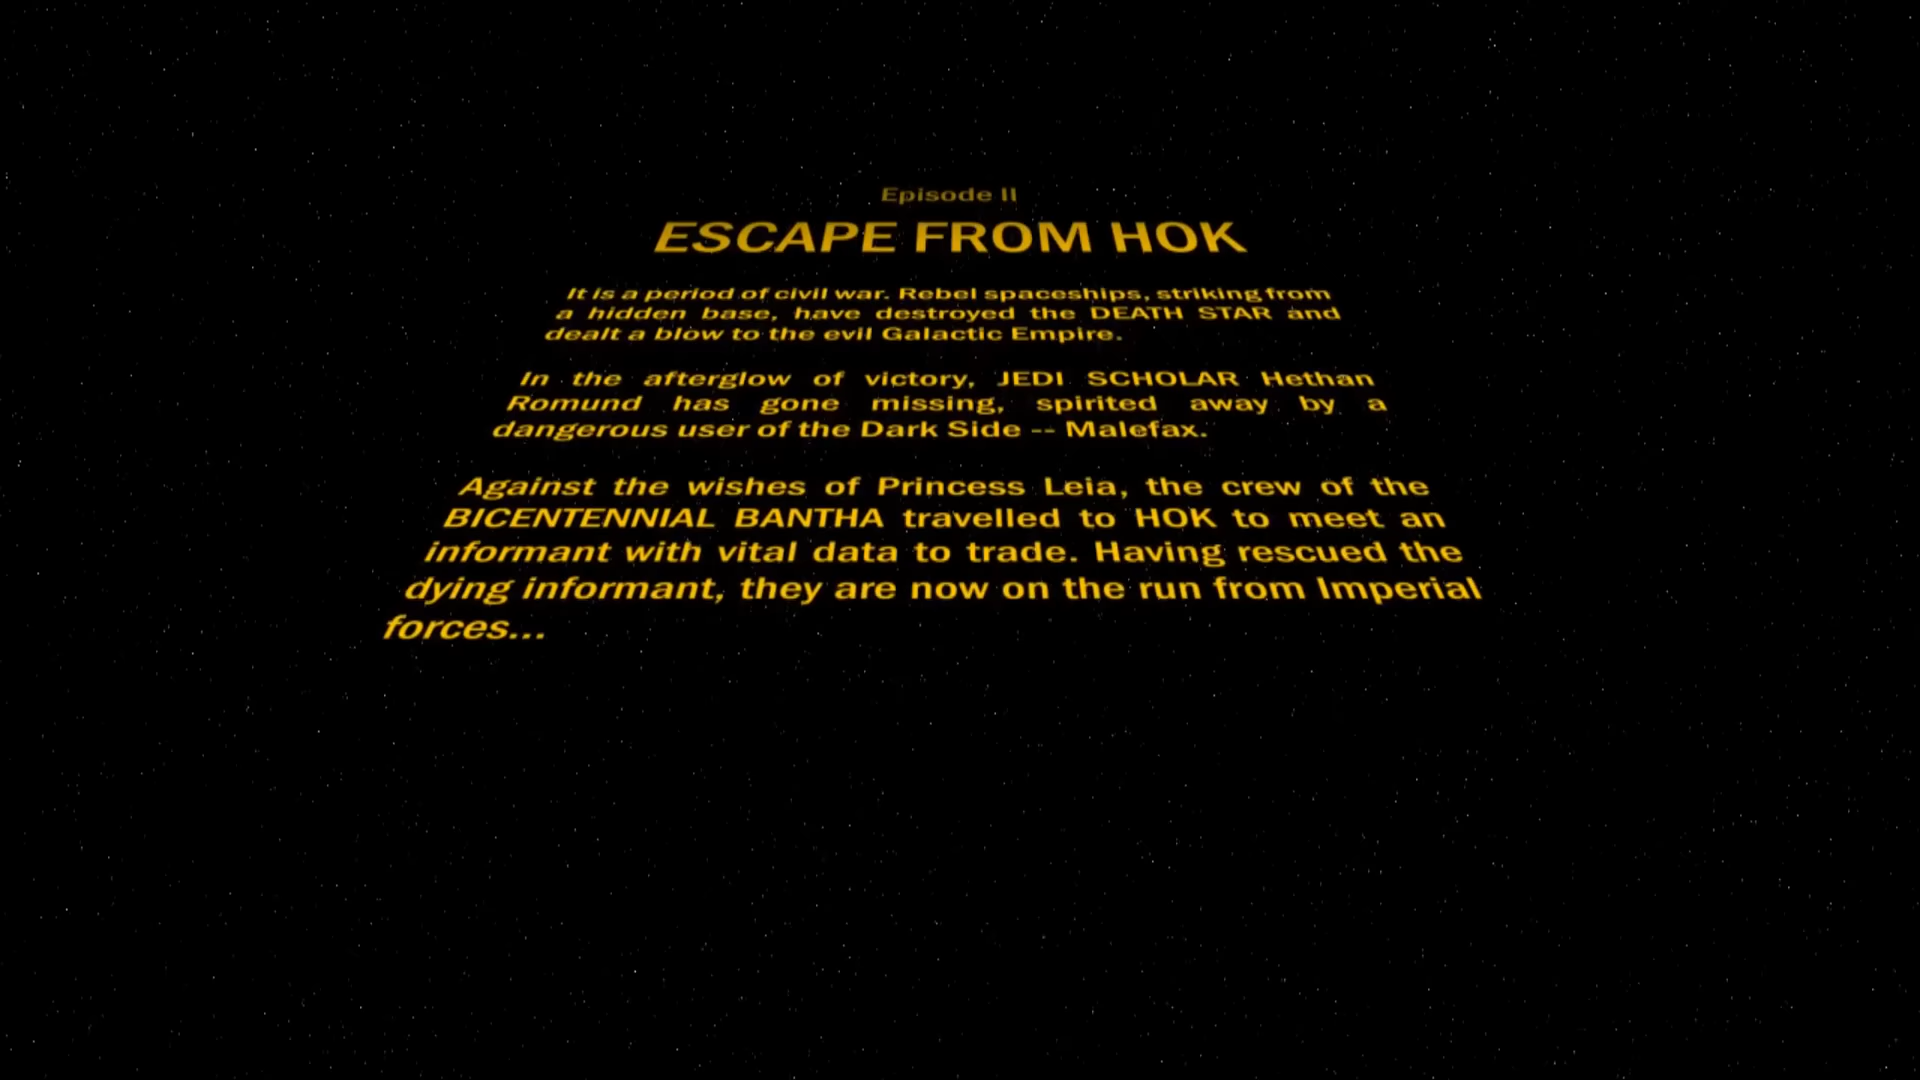 Episode II
ESCAPE FROM HOK
It is a period of civil war. Rebel spaceships, striking from
a hidden base, have destroyed the DEATH STAR and
dealt a blow to the evil Galactic Empire.
In the afterglow of victory, JEDI SCHOLAR Hethan
Romund has gone missing, spirited away by a
dangerous user of the Dark Side -- Malefax.
Against the wishes of Princess Leia, the crew of the
BICENTENNIAL BANTHA travelled to HOK to meet an
informant with vital data to trade. Having rescued the
dying informant, they are now on the run from Imperial
forces...